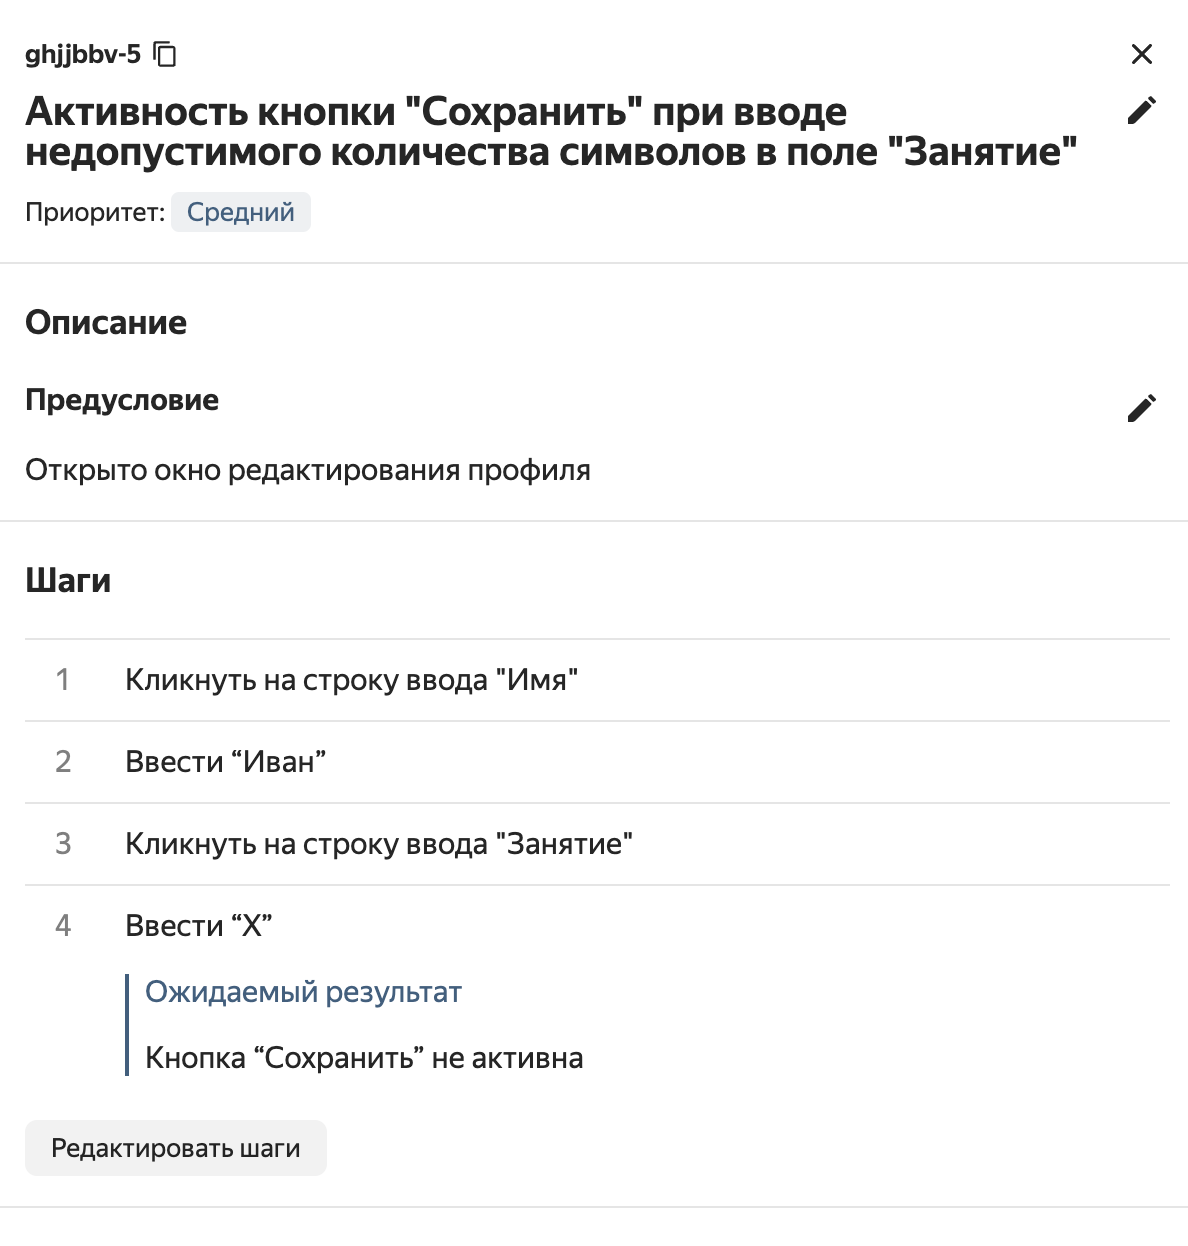 ghjjbbv-5
Активность кнопки "Сохранить" при вводе
недопустимого количества символов в поле "Занятие"
Приоритет: Средний
Описание
Предусловие
Открыто окно редактирования профиля
Шаги
1 Кликнуть на строку ввода "Имя"
2 Ввести “Иван”
3 Кликнуть на строку ввода "Занятие"
4 Ввести “Х”
Ожидаемый результат
Кнопка “Сохранить” не активна
Редактировать шаги